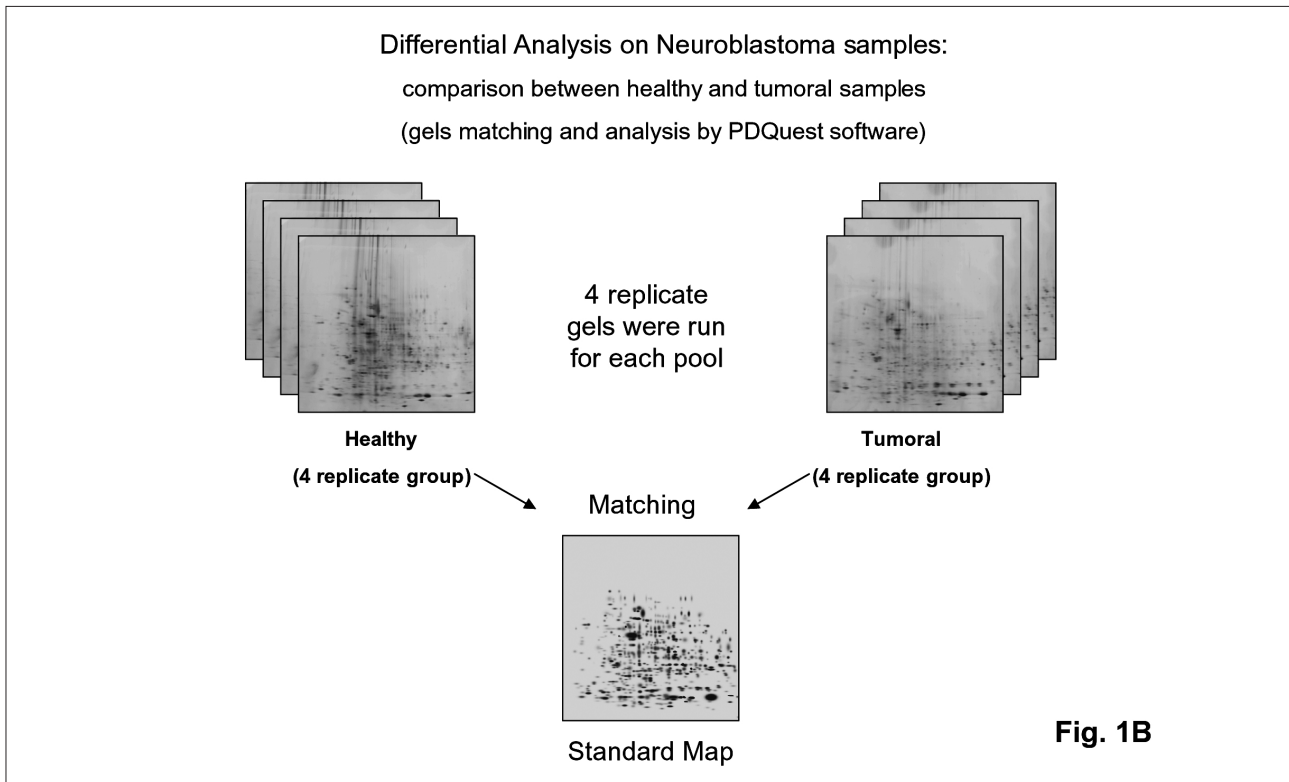 Differential Analysis on Neuroblastoma samples:
comparison between healthy and tumoral samples
(gels matching and analysis by PDQuest software)
4 replicate
gels were run
for each pool
Healthy
(4 replicate group)
Tumoral
(4 replicate group)
Matching
Standard Map
Fig. 1B